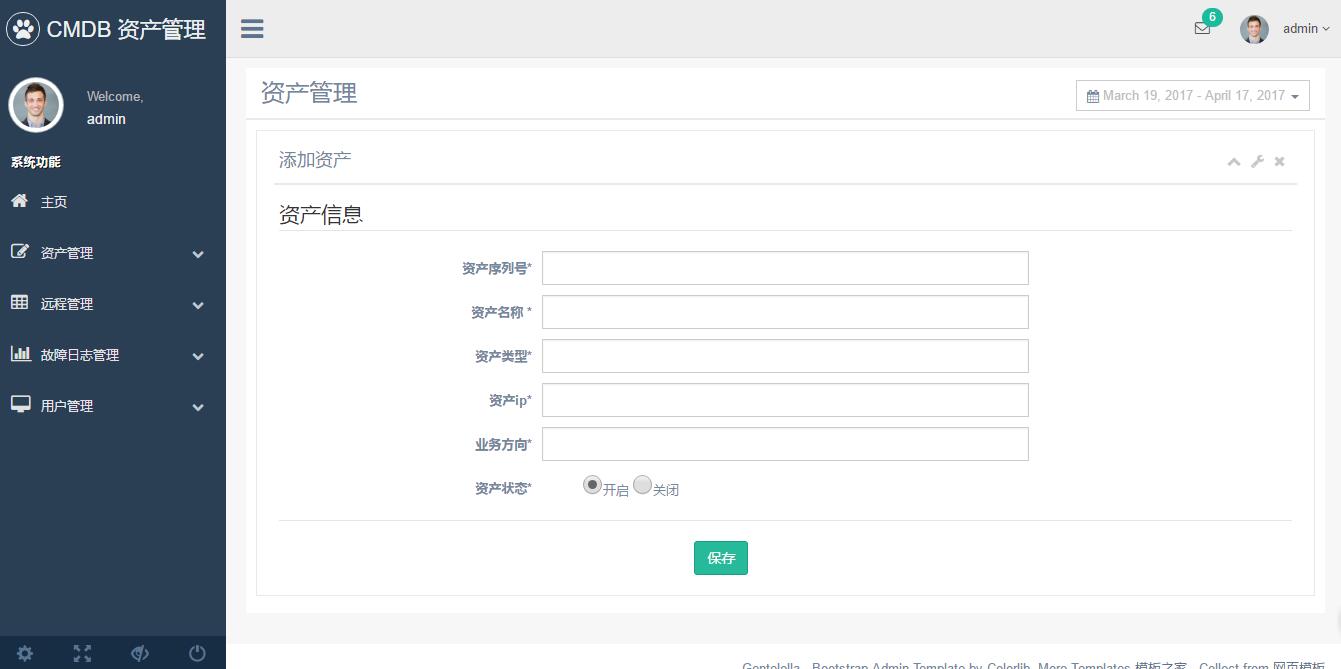 CMDB 资产管理
6
admin
Welcome,
admin
系统功能
主页
资产管理
远程管理
故障日志管理
用户管理
资产管理
March 19, 2017 - April 17, 2017
添加资产
资产信息
资产序列号*
资产名称 *
资产类型*
资产ip*
业务方向*
资产状态*
开启 关闭
保存
Gentelella - Bootstrap Admin Template by Colorlib. More Templates 模板之家 - Collect from 网页模板